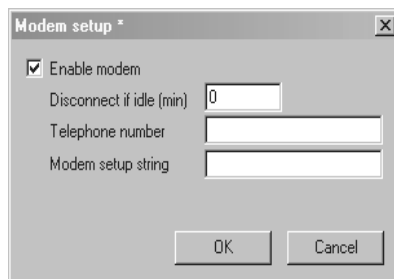 Modem setup *
Enable modem
Disconnect if idle (min) 0
Telephone number
Modem setup string
OK Cancel